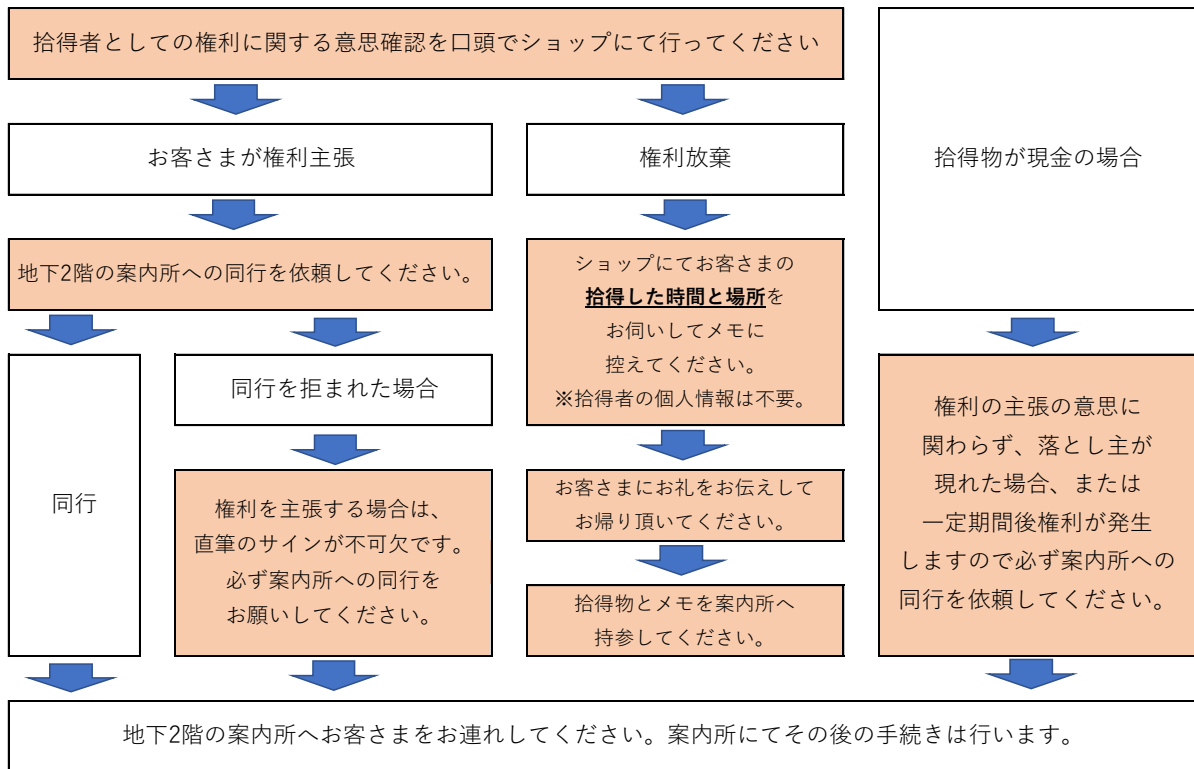 拾得者としての権利に関する意思確認を口頭でショップにて行ってください
お客さまが権利主張
権利放棄
拾得物が現金の場合
地下2階の案内所への同行を依頼してください。
ショップにてお客さまの
拾得した時間と場所を
お伺いしてメモに
控えてください。
※拾得者の個人情報は不要。
同行
同行を拒まれた場合
権利を主張する場合は、
直筆のサインが不可欠です。
必ず案内所への同行を
お願いしてください。
お客さまにお礼をお伝えして
お帰り頂いてください。
拾得物とメモを案内所へ
持参してください。
権利の主張の意思に
関わらず、落とし主が
現れた場合、または
一定期間後権利が発生
しますので必ず案内所への
同行を依頼してください。
地下2階の案内所へお客さまをお連れしてください。案内所にてその後の手続きは行います。